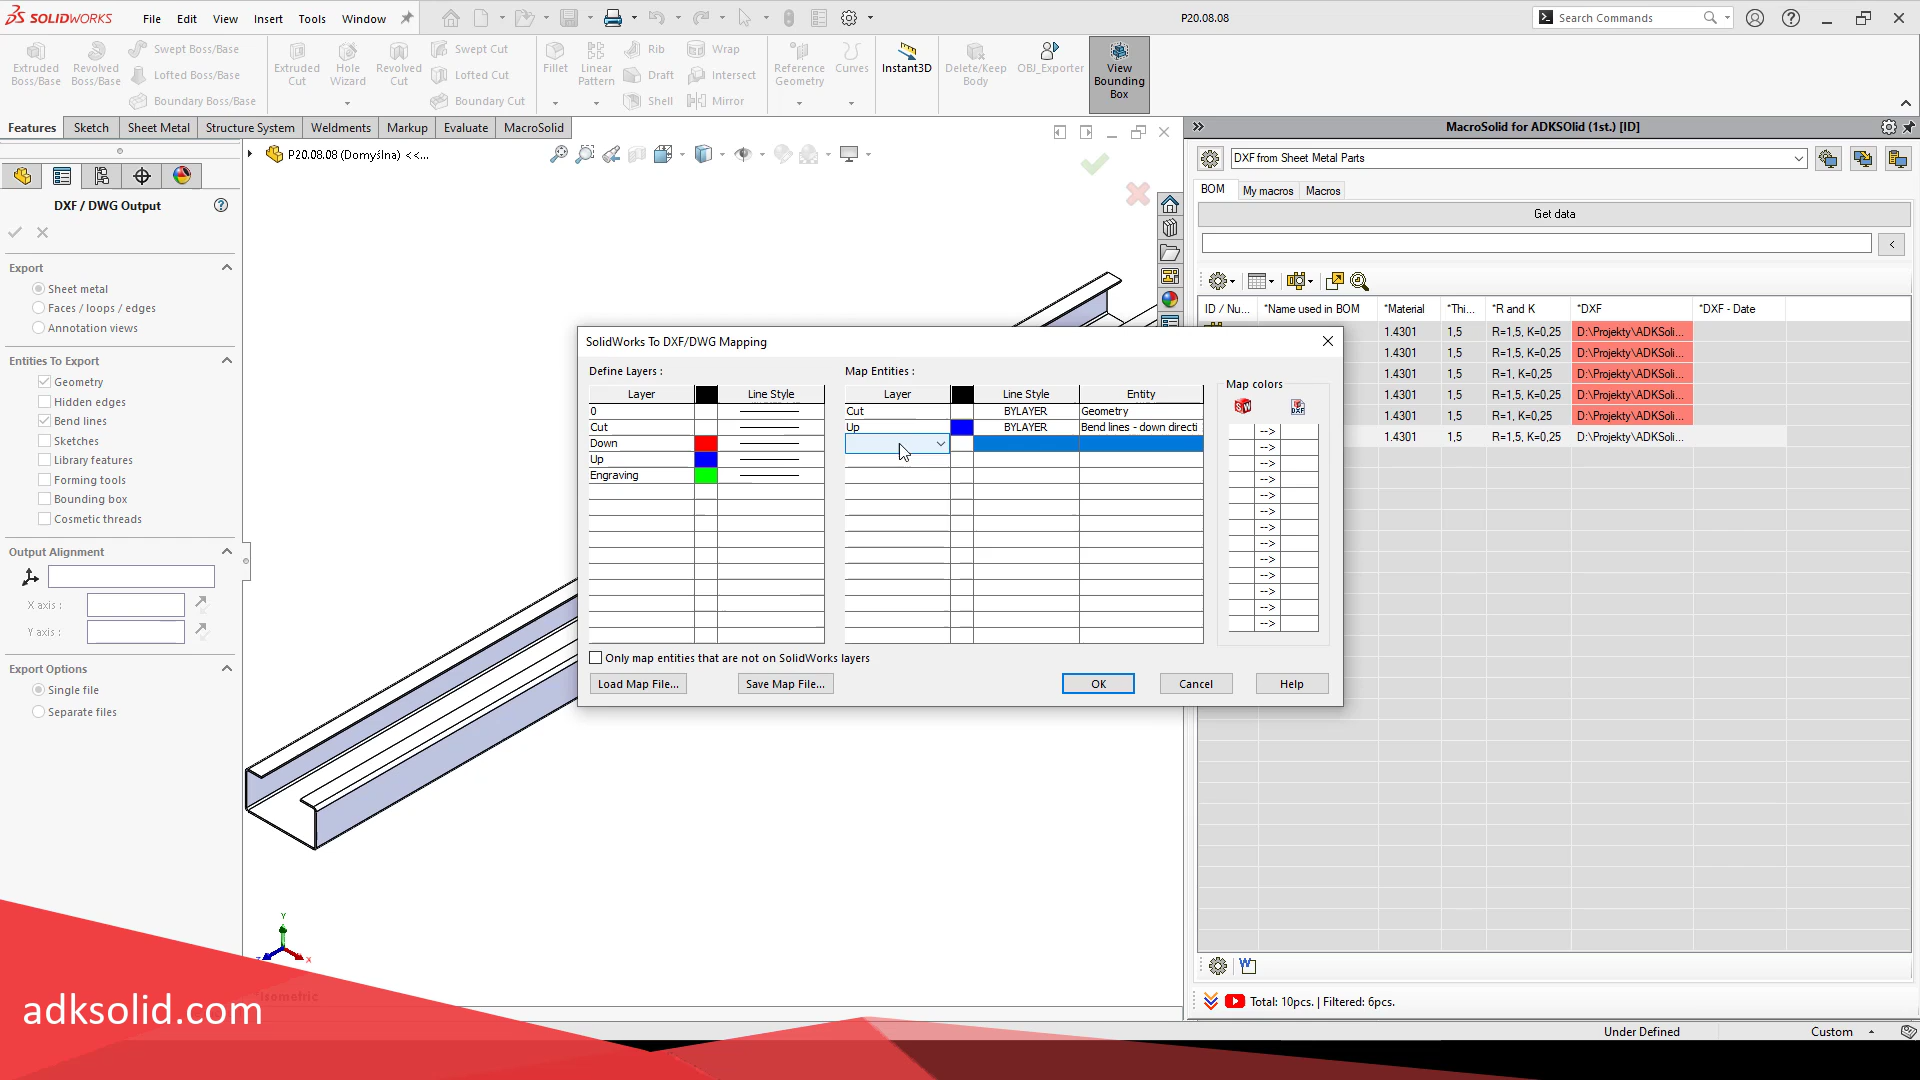 SOLIDWORKS File Edit View Insert Tools Window P20.08.08 Search Commands
Extruded Boss/Base
Revolved Boss/Base
Swept Boss/Base
Lofted Boss/Base
Boundary Boss/Base
Extruded Cut
Hole Wizard
Revolved Cut
Swept Cut
Lofted Cut
Boundary Cut
Fillet
Linear Pattern
Rib
Draft
Shell
Wrap
Intersect
Mirror
Reference Geometry
Curves
Instant3D
Delete/Keep Body
OBJ_Exporter
View Bounding Box
Features Sketch Sheet Metal Structure System Weldments Markup Evaluate MacroSolid
MacroSolid for ADKSOlid (1st.) [ID]
P20.08.08 (Domyślna) <<...
DXF / DWG Output
Export
Sheet metal
Faces / loops / edges
Annotation views
Entities To Export
Geometry
Hidden edges
Bend lines
Sketches
Library features
Forming tools
Bounding box
Cosmetic threads
Output Alignment
X axis :
Y axis :
Export Options
Single file
Separate files
SolidWorks To DXF/DWG Mapping
Define Layers :
Layer Line Style
0
Cut
Down
Up
Engraving
Map Entities :
Layer Line Style Entity
Cut BYLAYER Geometry
Up BYLAYER Bend lines - down directi
Map colors
SW DXF
-->
-->
-->
-->
-->
-->
-->
-->
-->
-->
-->
-->
-->
Only map entities that are not on SolidWorks layers
Load Map File... Save Map File... OK Cancel Help
DXF from Sheet Metal Parts
BOM My macros Macros
Get data
<
ID / Nu... *Name used in BOM *Material *Thi... *R and K *DXF *DXF - Date
1.4301 1,5 R=1,5, K=0,25 D:\Projekty\ADKSoli...
1.4301 1,5 R=1,5, K=0,25 D:\Projekty\ADKSoli...
1.4301 1,5 R=1, K=0,25 D:\Projekty\ADKSoli...
1.4301 1,5 R=1,5, K=0,25 D:\Projekty\ADKSoli...
1.4301 1,5 R=1, K=0,25 D:\Projekty\ADKSoli...
1.4301 1,5 R=1,5, K=0,25 D:\Projekty\ADKSoli...
Total: 10pcs. | Filtered: 6pcs.
Y
X
Under Defined Custom
adksolid.com